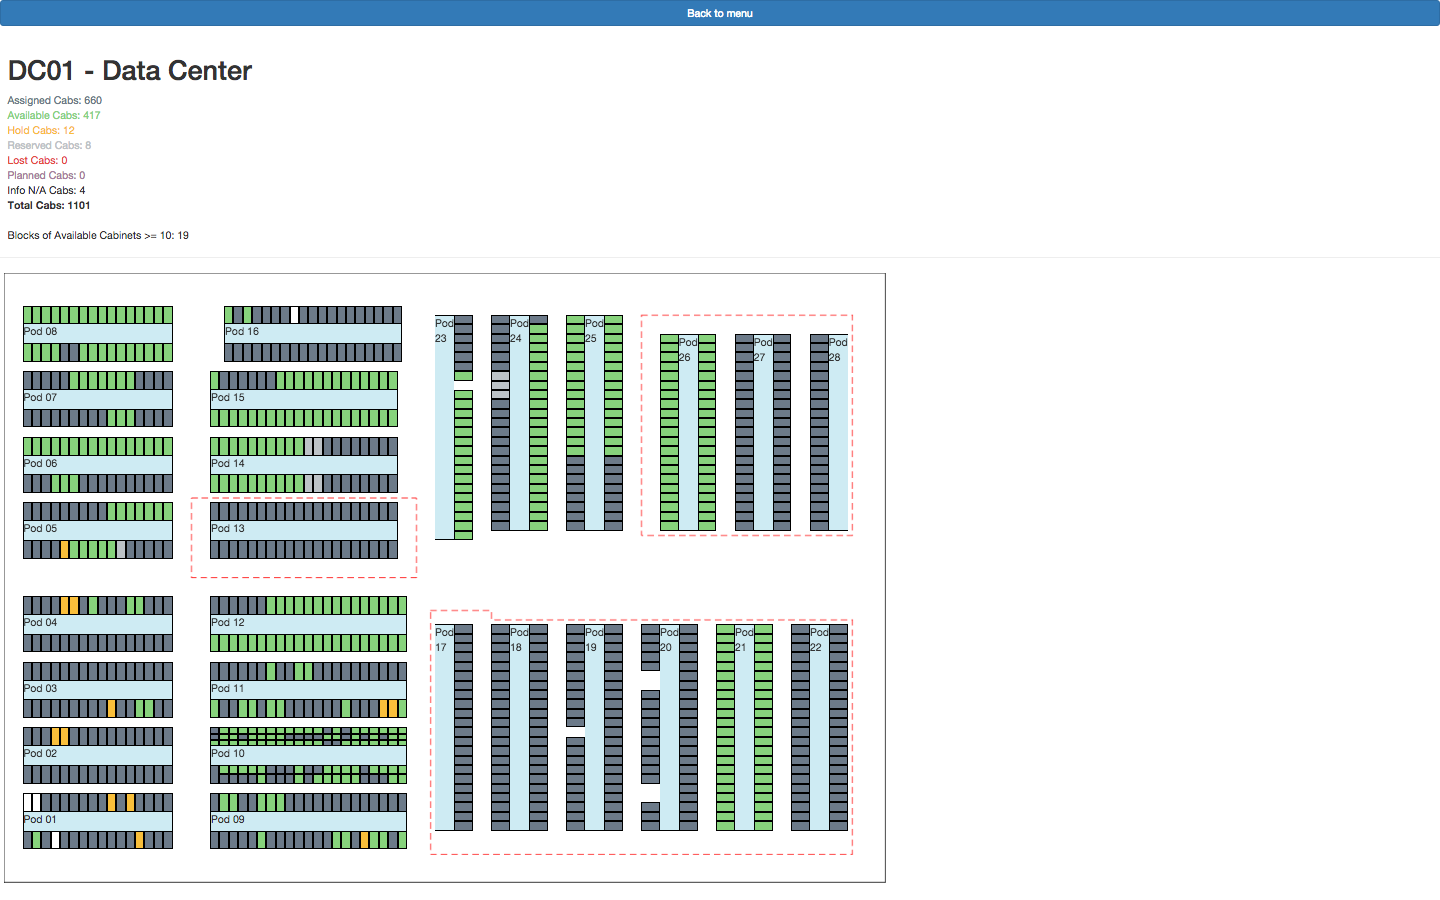 Back to menu
DC01 - Data Center
Assigned Cabs: 660
Available Cabs: 417
Hold Cabs: 12
Reserved Cabs: 8
Lost Cabs: 0
Planned Cabs: 0
Info N/A Cabs: 4
Total Cabs: 1101
Blocks of Available Cabinets >= 10: 19
Pod 08
Pod 16
Pod 07
Pod 15
Pod 06
Pod 14
Pod 05
Pod 13
Pod
23
Pod
24
Pod
25
Pod
26
Pod
27
Pod
28
Pod 04
Pod 12
Pod 03
Pod 11
Pod 02
Pod 10
Pod 01
Pod 09
Pod
17
Pod
18
Pod
19
Pod
20
Pod
21
Pod
22